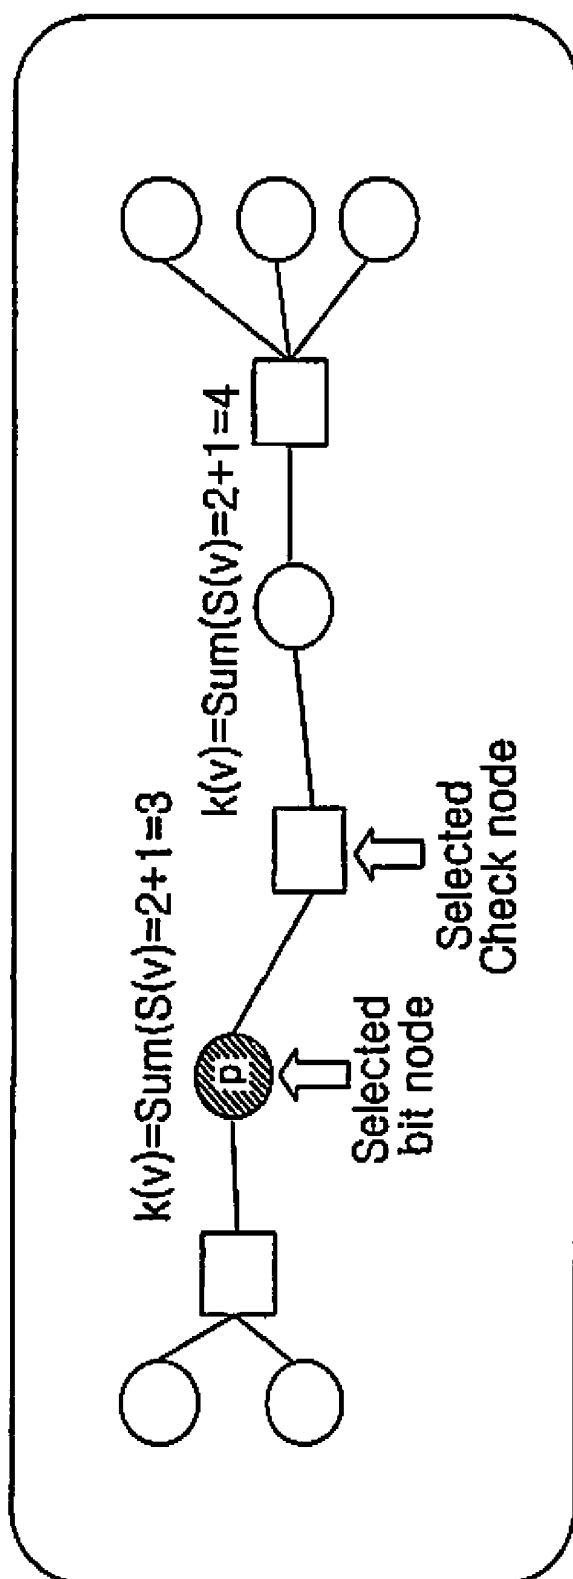 k(v)=Sum(S(v)=2+1=3
k(v)=Sum(S(v)=2+1=4
p
Selected
bit node
Selected
Check node